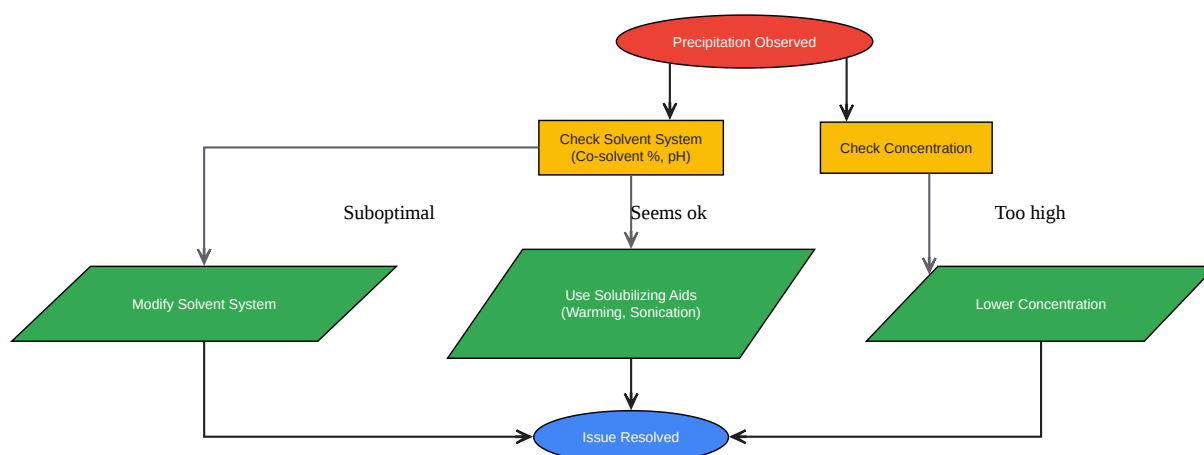 Precipitation Observed
Check Solvent System
(Co-solvent %, pH)
Check Concentration
Suboptimal
Seems ok
Too high
Modify Solvent System
Use Solubilizing Aids
(Warming, Sonication)
Lower Concentration
Issue Resolved